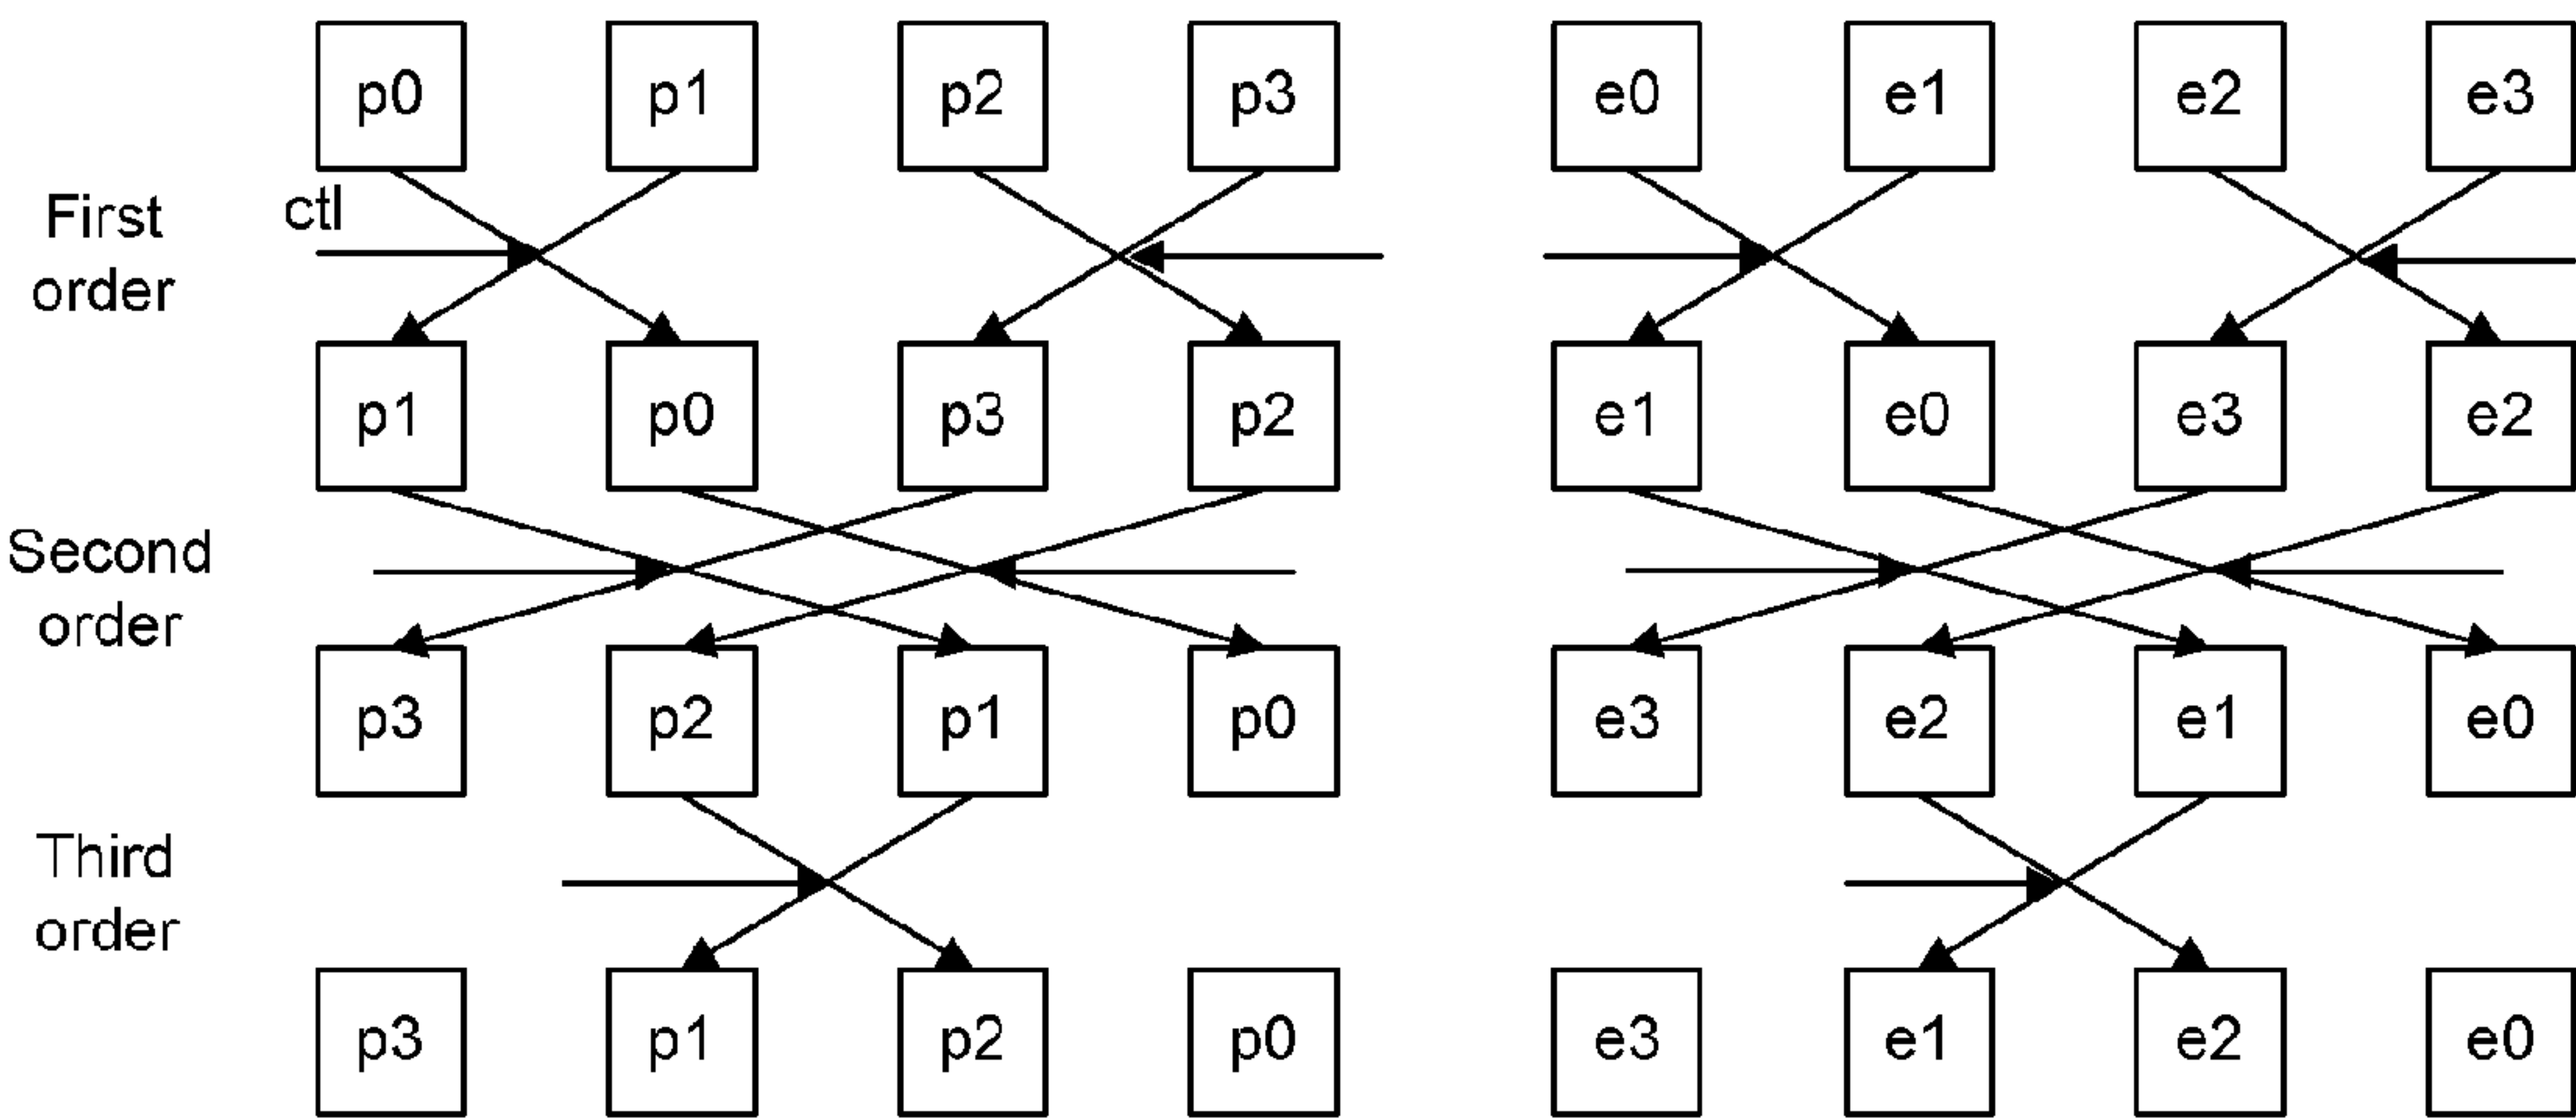 p0 p1 p2 p3 e0 e1 e2 e3
ctl
First
order
p1 p0 p3 p2 e1 e0 e3 e2
Second
order
p3 p2 p1 p0 e3 e2 e1 e0
Third
order
p3 p1 p2 p0 e3 e1 e2 e0